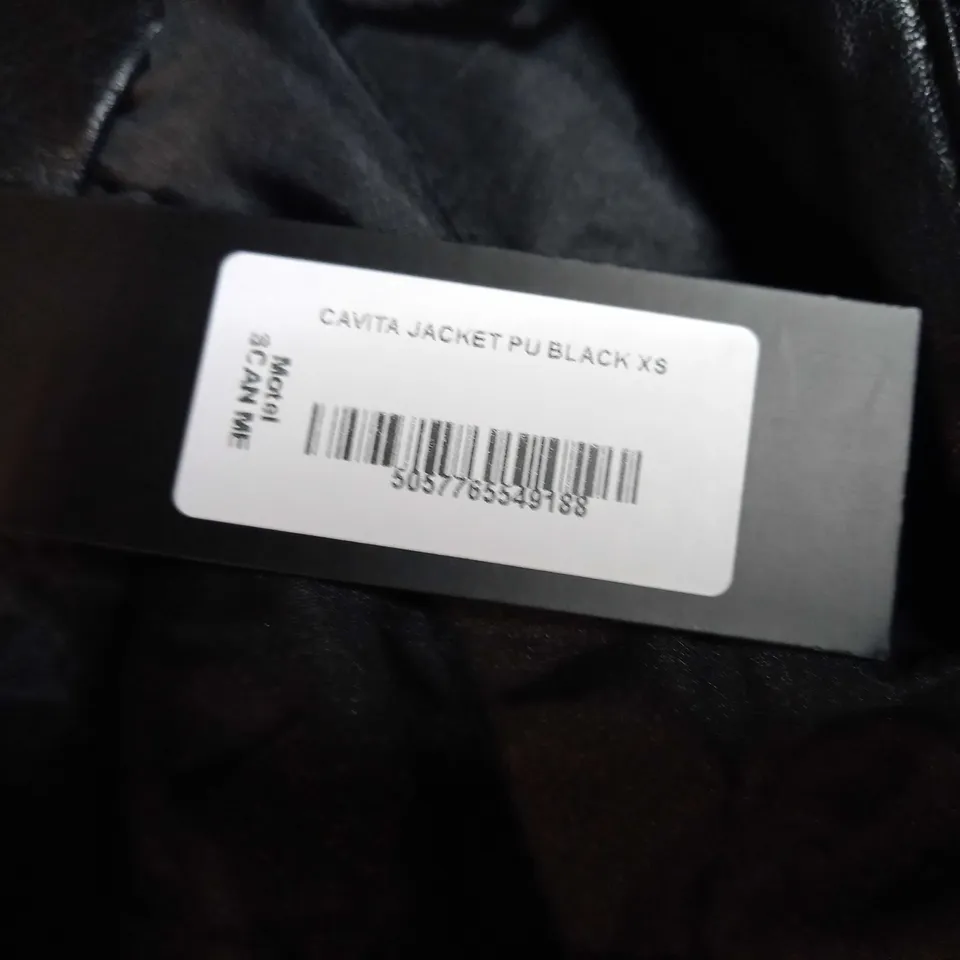 CAVITA JACKET PU BLACK XS
Motel
SCAN ME
5057765549188